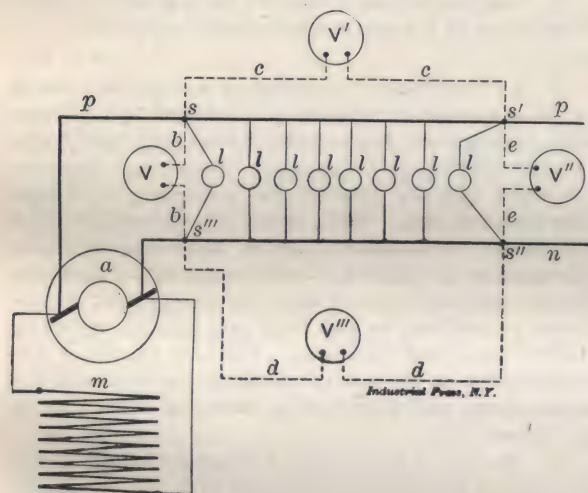 V'
c c
p s s' p
b e
V l l l l l l l l V"
b e
s''' s" n
a
V'''
d d
m
Industrial Press, N.Y.